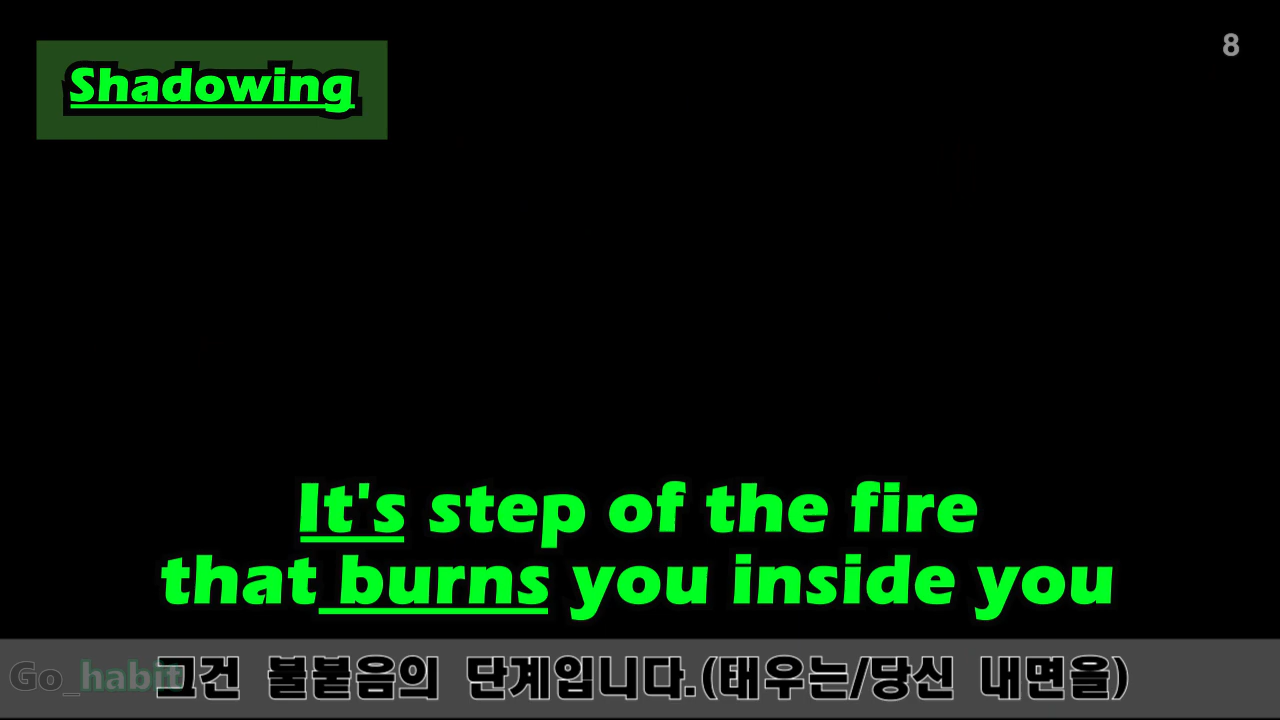 8
Shadowing
It's step of the fire
that burns you inside you
Go_habit
그건 불붙음의 단계입니다.(태우는/당신 내면을)